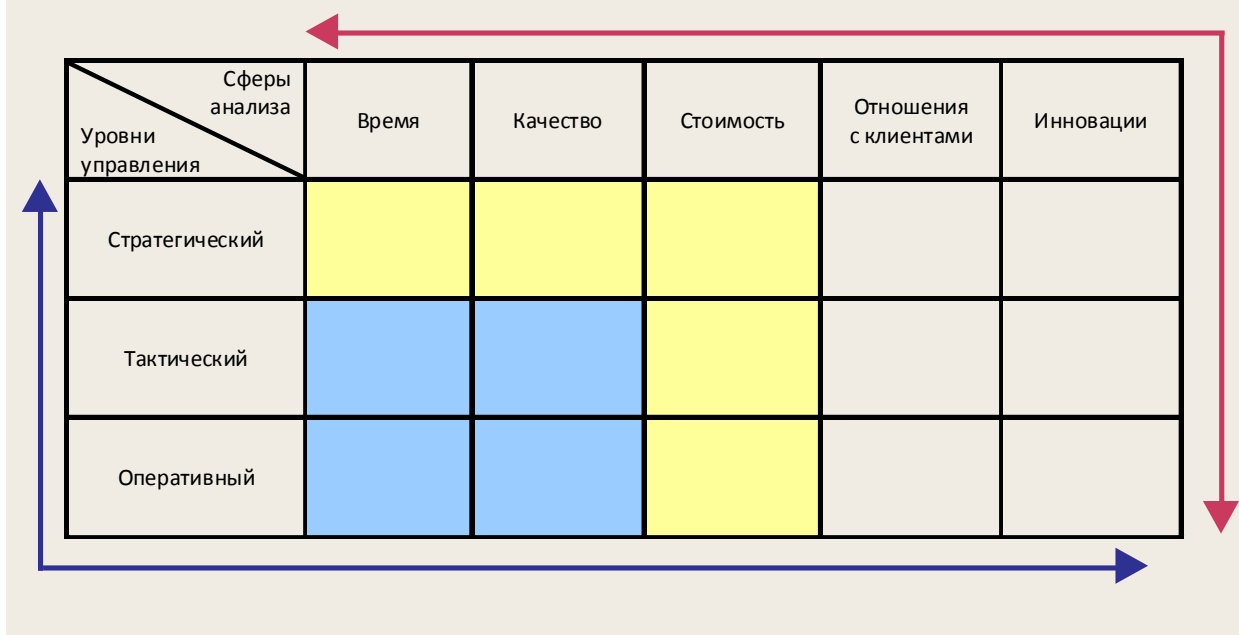 Сферы
анализа
Уровни
управления
Время
Качество
Стоимость
Отношения
с клиентами
Инновации
Стратегический
Тактический
Оперативный